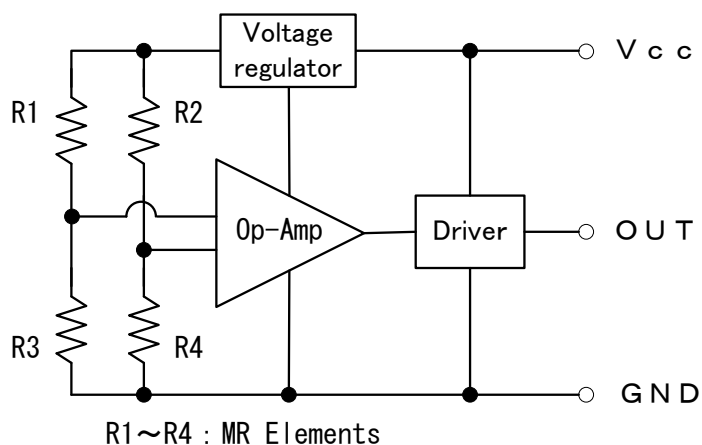 Voltage
regulator
Ｖｃｃ
R1
R2
Op-Amp
Driver
ＯＵＴ
R3
R4
ＧＮＤ
R1～R4 : MR Elements